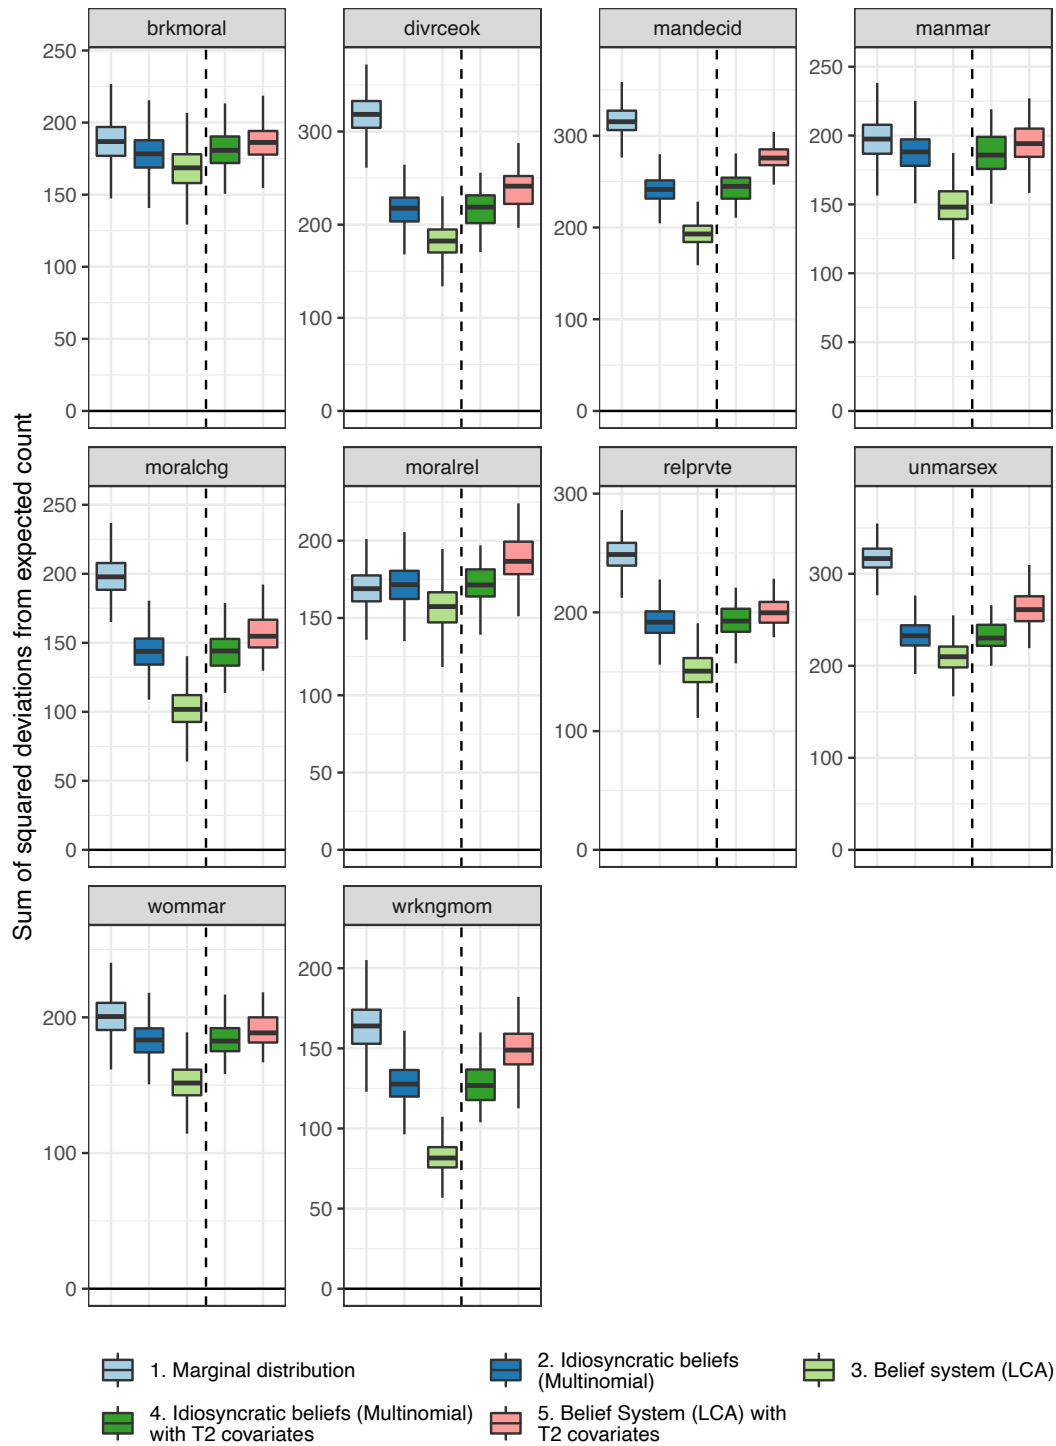 Sum of squared deviations from expected count
brkmoral
divrceok
mandecid
manmar
250
200
150
100
50
0
300
200
100
0
300
200
100
0
250
200
150
100
50
0
moralchg
moralrel
relprvte
unmarsex
250
200
150
100
50
0
200
150
100
50
0
300
200
100
0
300
200
100
0
wommar
wrkngmom
200
100
0
200
150
100
50
0
1. Marginal distribution
2. Idiosyncratic beliefs
(Multinomial)
3. Belief system (LCA)
4. Idiosyncratic beliefs (Multinomial)
with T2 covariates
5. Belief System (LCA) with
T2 covariates